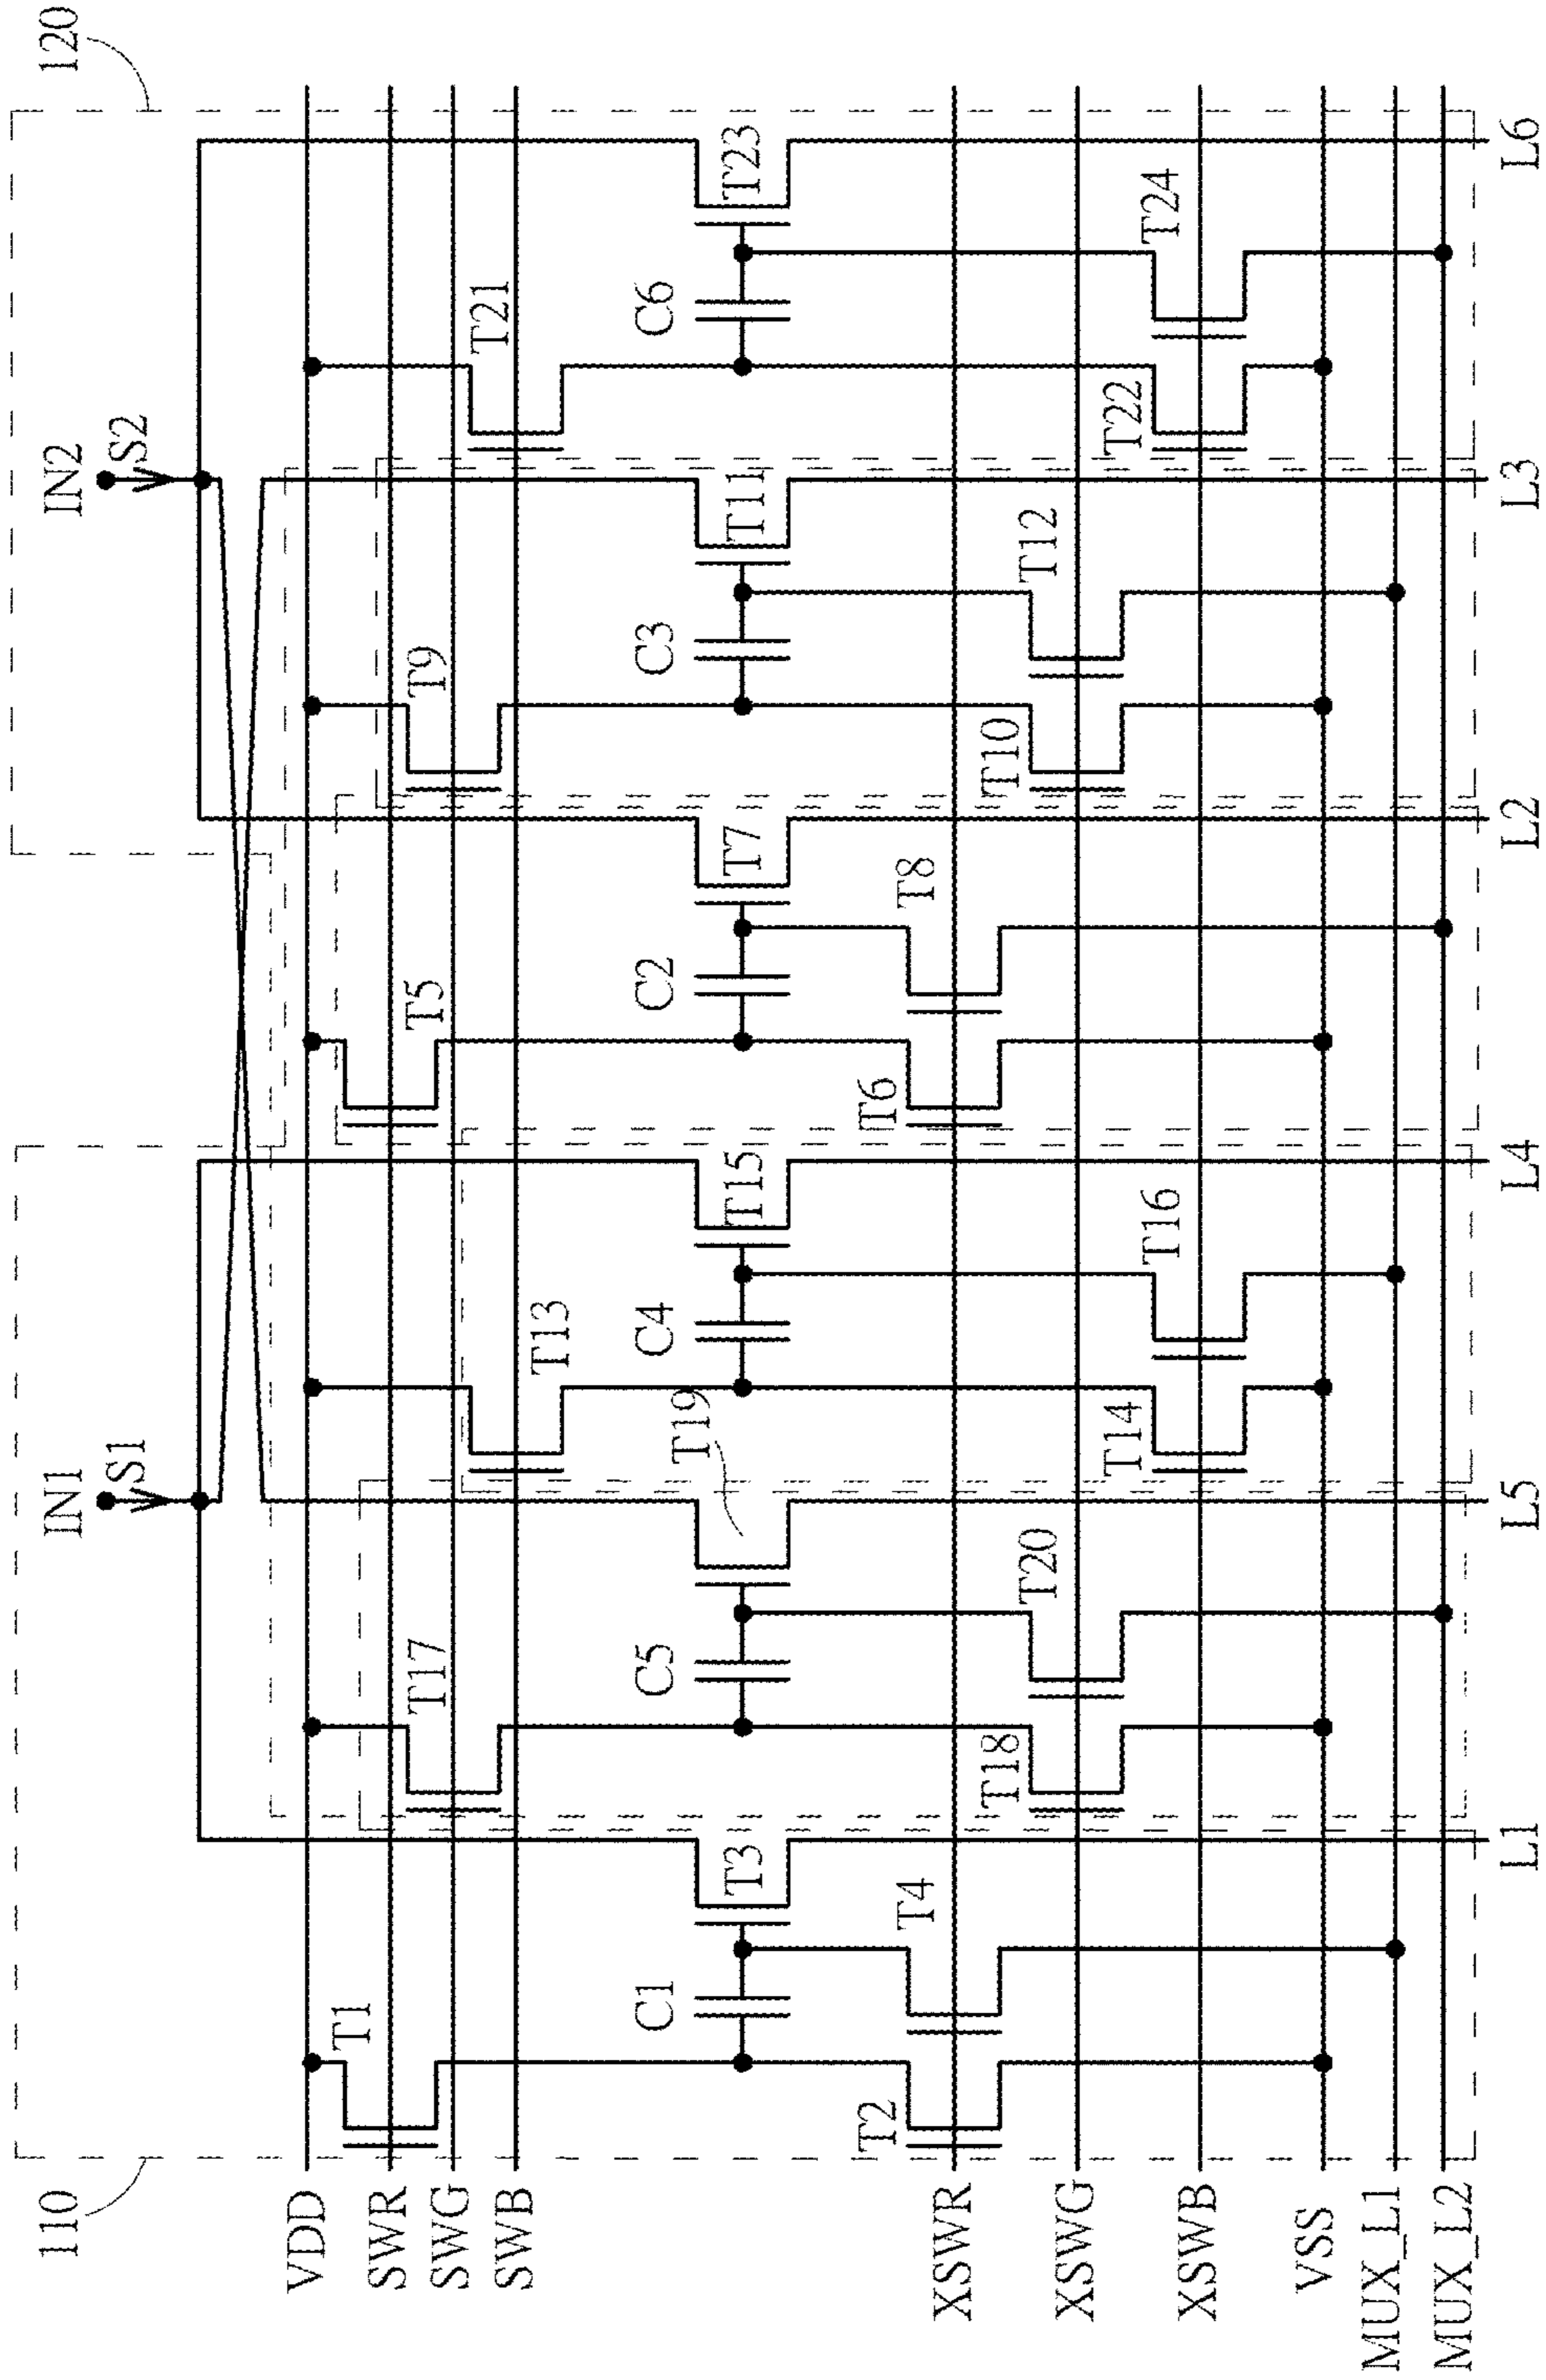 120
110
IN1
S1
IN2
S2
VDD
SWR
SWG
SWB
XSWR
XSWG
XSWB
VSS
MUX_L1
MUX_L2
T1
C1
T2
T3
T4
L1
T17
C5
T18
T19
T20
L5
T13
C4
T14
T15
T16
L4
T5
C2
T6
T7
T8
L2
T9
C3
T10
T11
T12
L3
T21
C6
T22
T23
T24
L6